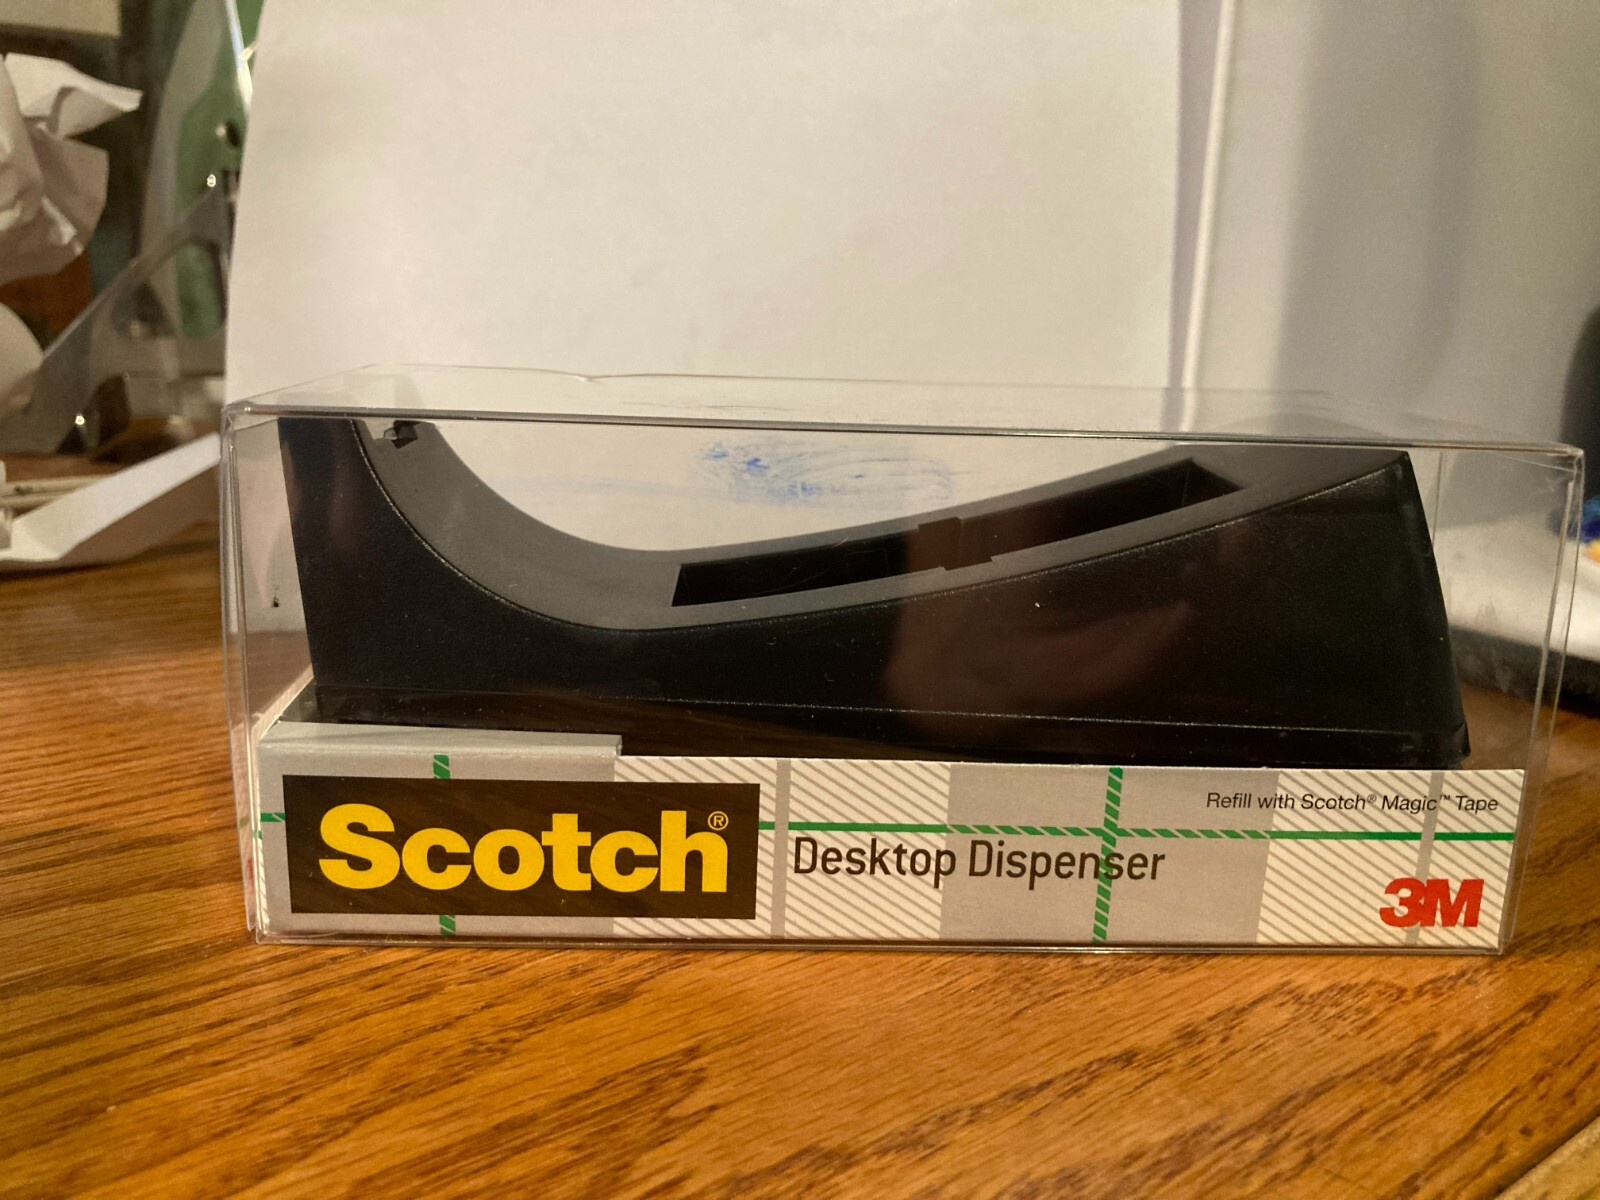 Refill with Scotch® Magic™ Tape
Scotch®
Desktop Dispenser
3M